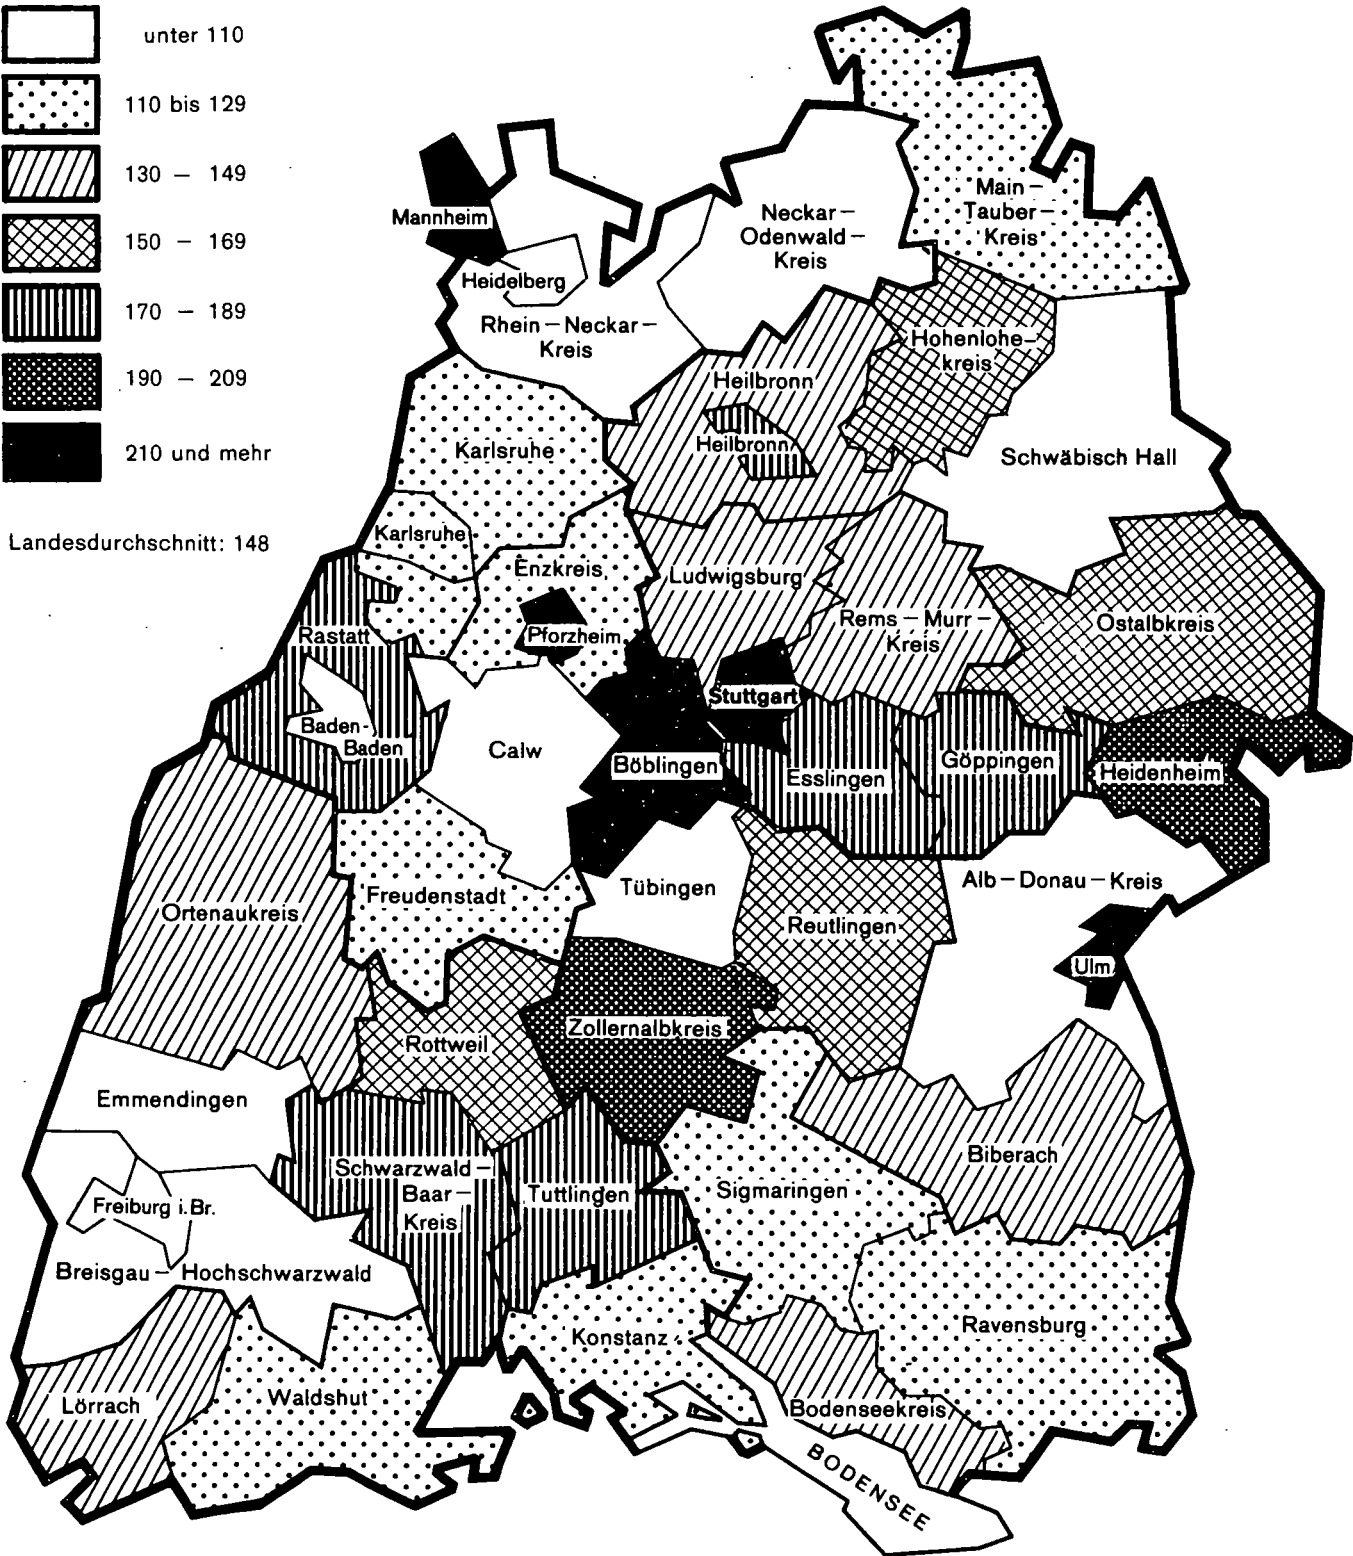 unter 110
110 bis 129
130 – 149
150 – 169
170 – 189
190 – 209
210 und mehr
Landesdurchschnitt: 148
Main –
Tauber –
Kreis
Neckar –
Odenwald –
Kreis
Mannheim
Heidelberg
Rhein – Neckar –
Kreis
Hohenlohe–
kreis
Heilbronn
Heilbronn
Karlsruhe
Schwäbisch Hall
Karlsruhe
Enzkreis
Ludwigsburg
Rems – Murr –
Kreis
Ostalbkreis
Rastatt
Pforzheim
Stuttgart
Baden-
Baden
Calw
Böblingen
Esslingen
Göppingen
Heidenheim
Freudenstadt
Tübingen
Alb – Donau – Kreis
Ortenaukreis
Reutlingen
Ulm
Rottweil
Zollernalbkreis
Emmendingen
Biberach
Schwarzwald –
Baar –
Kreis
Tuttlingen
Sigmaringen
Freiburg i. Br.
Breisgau – Hochschwarzwald
Konstanz
Ravensburg
Lörrach
Waldshut
Bodenseekreis
BODENSEE